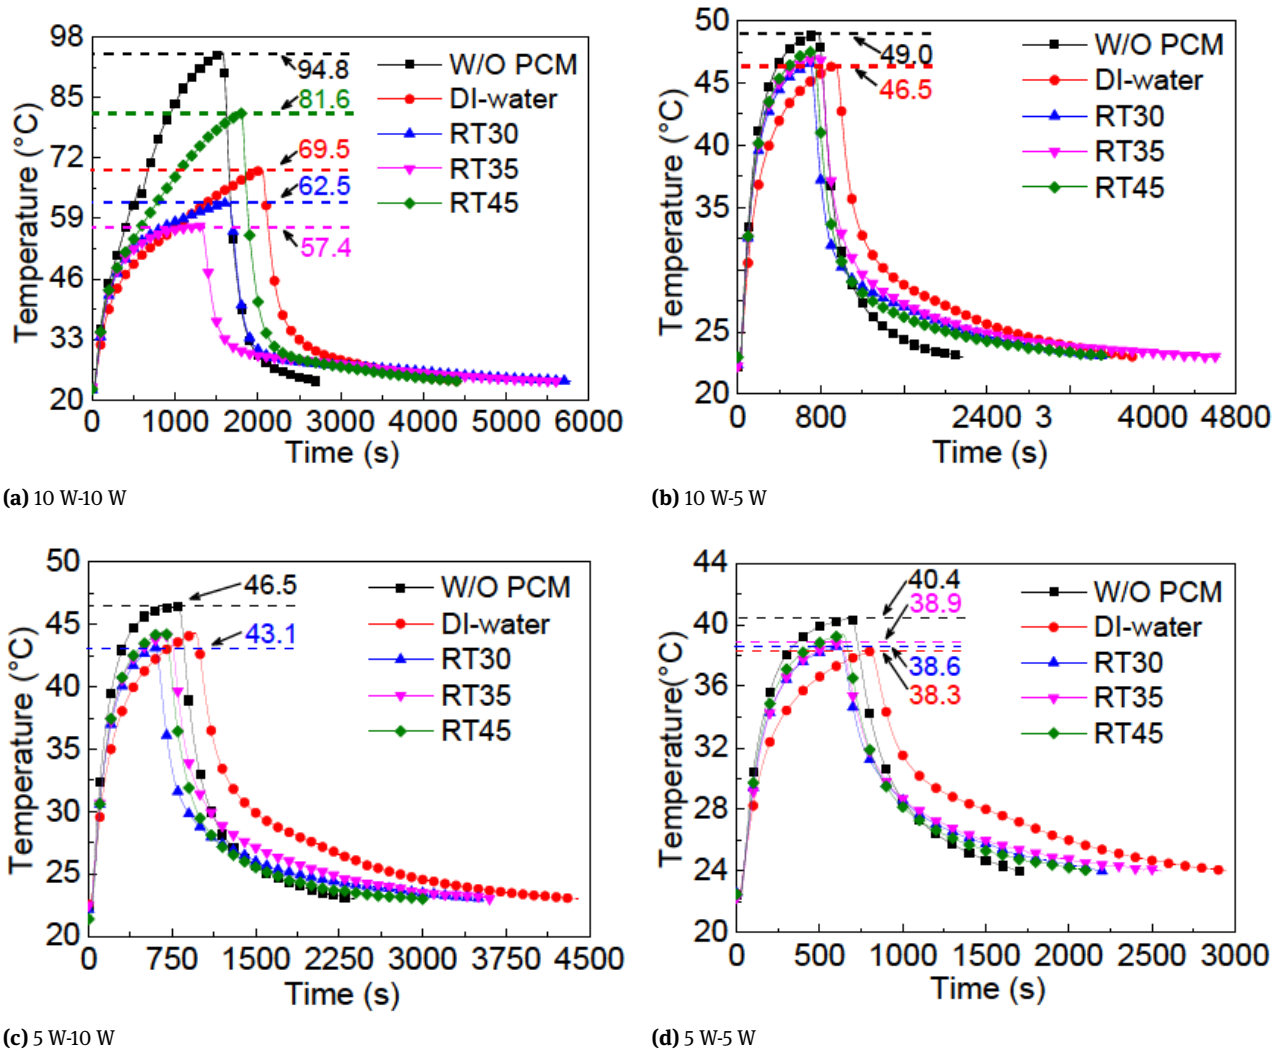 98
85
72
59
46
33
20
Temperature (°C)
94.8
81.6
69.5
62.5
57.4
W/O PCM
DI-water
RT30
RT35
RT45
0 1000 2000 3000 4000 5000 6000
Time (s)
(a) 10 W-10 W
50
45
40
35
25
20
Temperature (°C)
49.0
46.5
W/O PCM
DI-water
RT30
RT35
RT45
0 800 2400 3 4000 4800
Time (s)
(b) 10 W-5 W
50
45
40
35
30
25
20
Temperature (°C)
46.5
43.1
W/O PCM
DI-water
RT30
RT35
RT45
0 750 1500 2250 3000 3750 4500
Time (s)
(c) 5 W-10 W
44
40
36
32
28
24
20
Temperature(°C)
40.4
38.9
38.6
38.3
W/O PCM
DI-water
RT30
RT35
RT45
0 500 1000 1500 2000 2500 3000
Time (s)
(d) 5 W-5 W